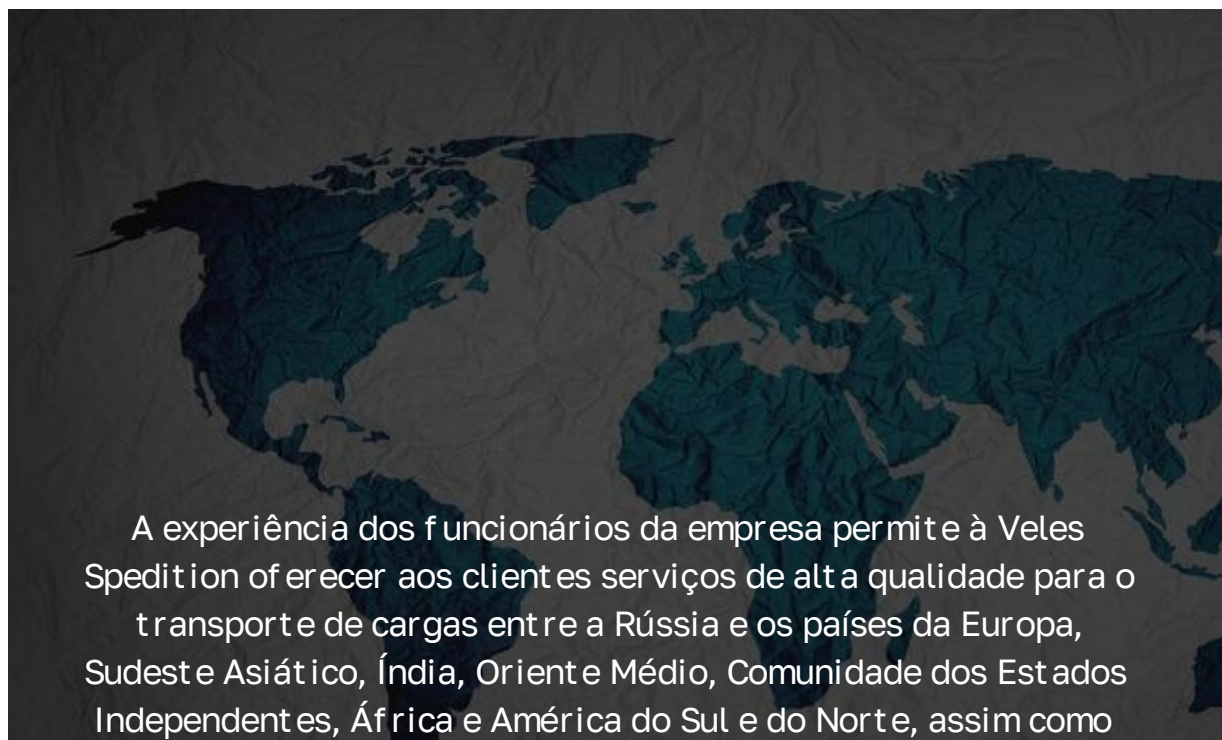 A experiência dos funcionários da empresa permite à Veles
Spedition oferecer aos clientes serviços de alta qualidade para o
transporte de cargas entre a Rússia e os países da Europa,
Sudeste Asiático, Índia, Oriente Médio, Comunidade dos Estados
Independentes, África e América do Sul e do Norte, assim como